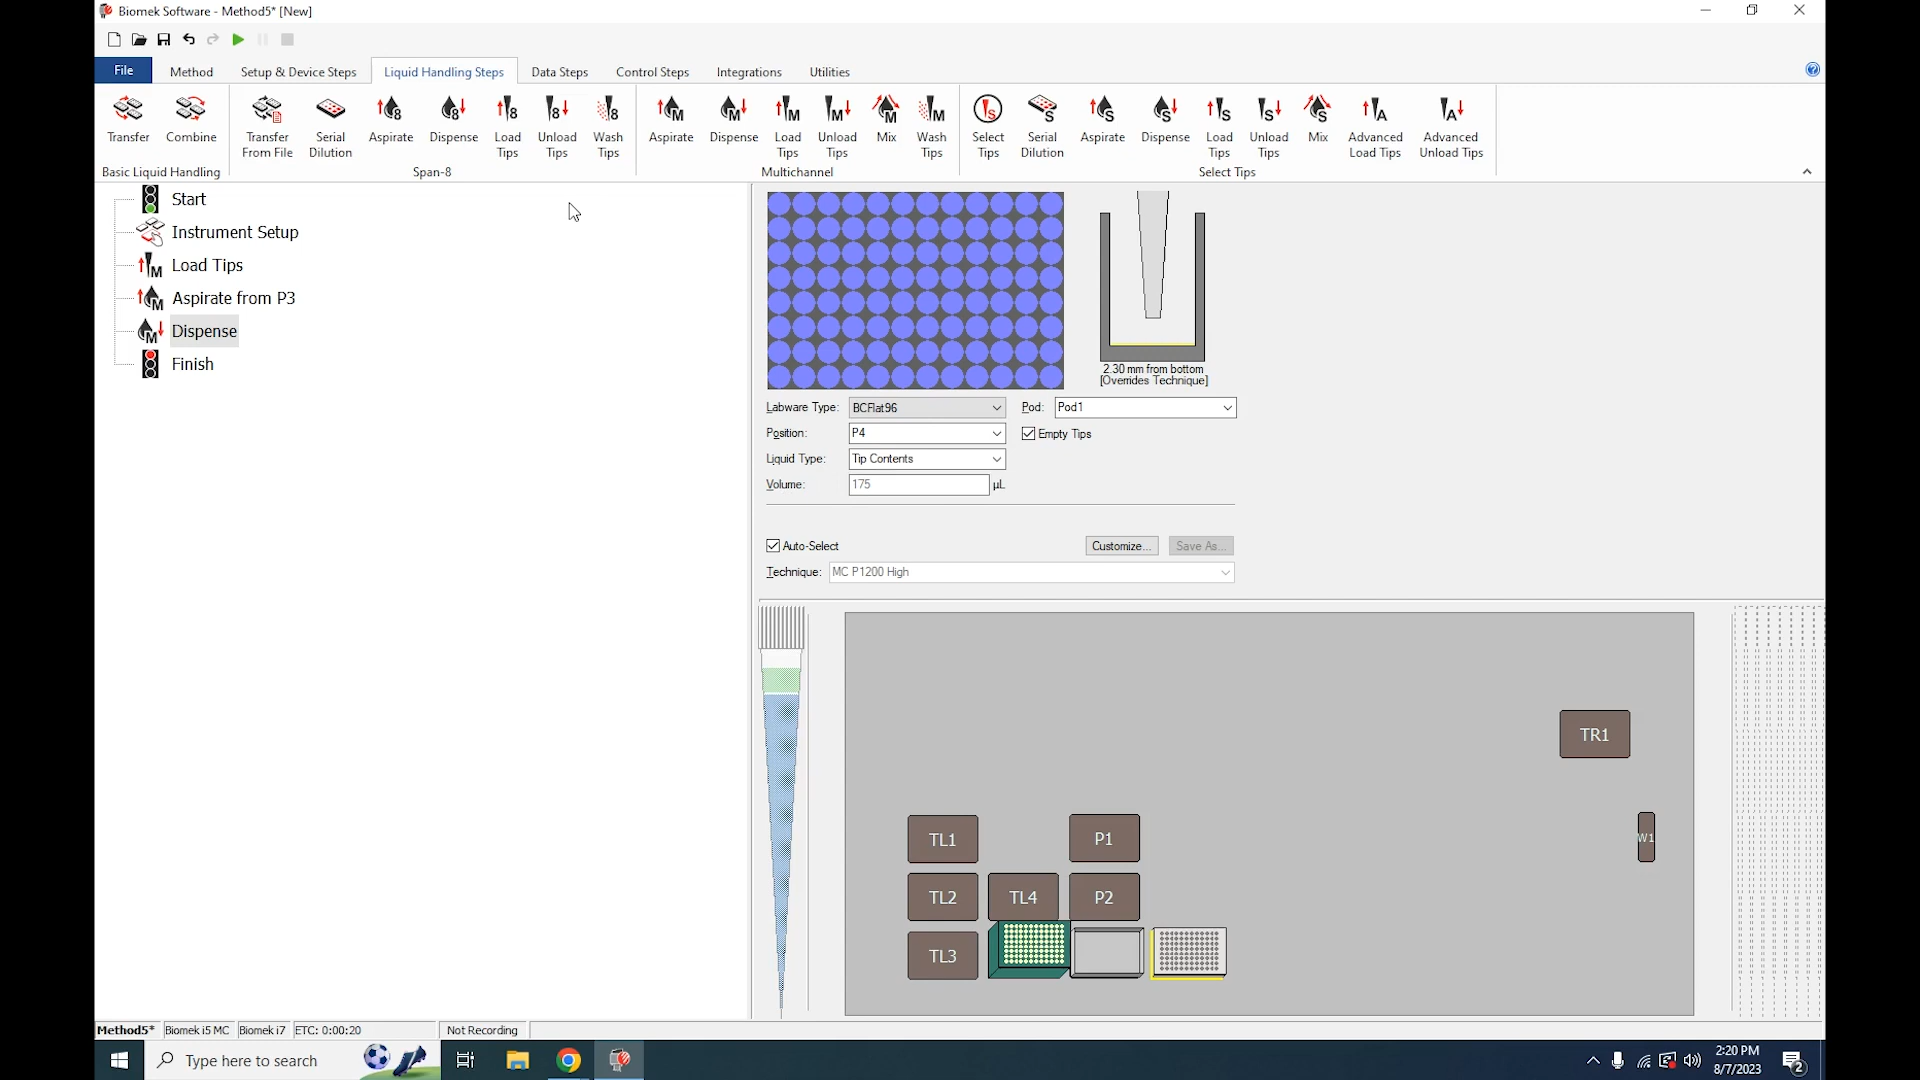 Biomek Software - Method5* [New]
File Method Setup & Device Steps Liquid Handling Steps Data Steps Control Steps Integrations Utilities
Transfer Combine Transfer From File Serial Dilution Aspirate Dispense Load Tips Unload Tips Wash Tips Aspirate Dispense Load Tips Unload Tips Mix Wash Tips Select Tips Serial Dilution Aspirate Dispense Load Tips Unload Tips Mix Advanced Load Tips Advanced Unload Tips
Basic Liquid Handling Span-8 Multichannel Select Tips
Start
Instrument Setup
Load Tips
Aspirate from P3
Dispense
Finish
2.30 mm from bottom
[Overrides Technique]
Labware Type: BCFlat96 Pod: Pod1
Position: P4 Empty Tips
Liquid Type: Tip Contents
Volume: 175 µL
Auto-Select Customize... Save As...
Technique: MC P1200 High
TR1
TL1 P1 W1
TL2 TL4 P2
TL3
Method5* Biomek i5 MC Biomek i7 ETC: 0:00:20 Not Recording
Type here to search
2:20 PM
8/7/2023
2